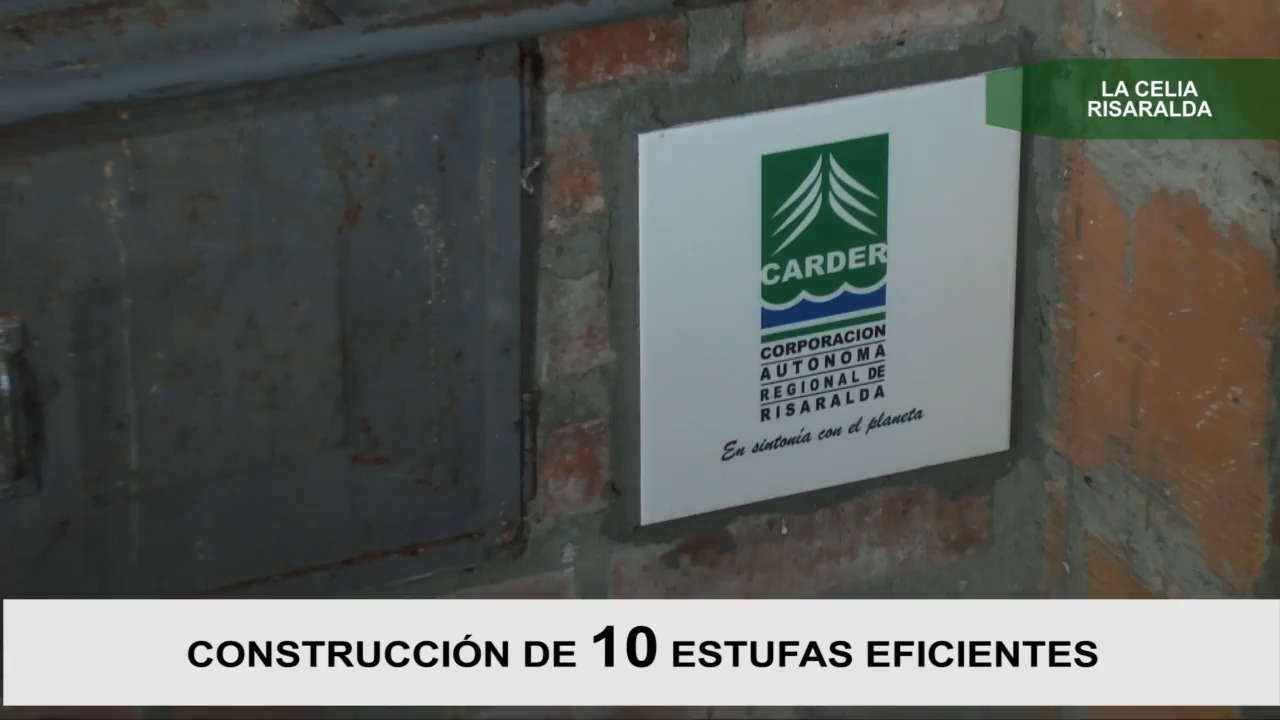 LA CELIA
RISARALDA
CARDER
CORPORACION
AUTONOMA
REGIONAL DE
RISARALDA
En sintonía con el planeta
CONSTRUCCIÓN DE 10 ESTUFAS EFICIENTES